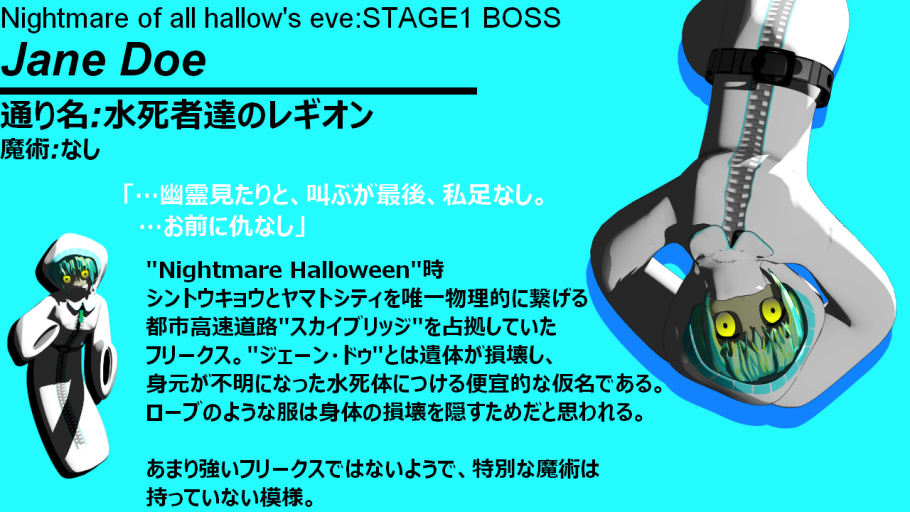 Nightmare of all hallow's eve:STAGE1 BOSS
Jane Doe
通り名:水死者達のレギオン
魔術:なし
「…幽霊見たりと、叫ぶが最後、私足なし。
…お前に仇なし」
"Nightmare Halloween"時
シントウキョウとヤマトシティを唯一物理的に繋げる
都市高速道路"スカイブリッジ"を占拠していた
フリークス。"ジェーン・ドゥ"とは遺体が損壊し、
身元が不明になった水死体につける便宜的な仮名である。
ローブのような服は身体の損壊を隠すためだと思われる。
あまり強いフリークスではないようで、特別な魔術は
持っていない模様。